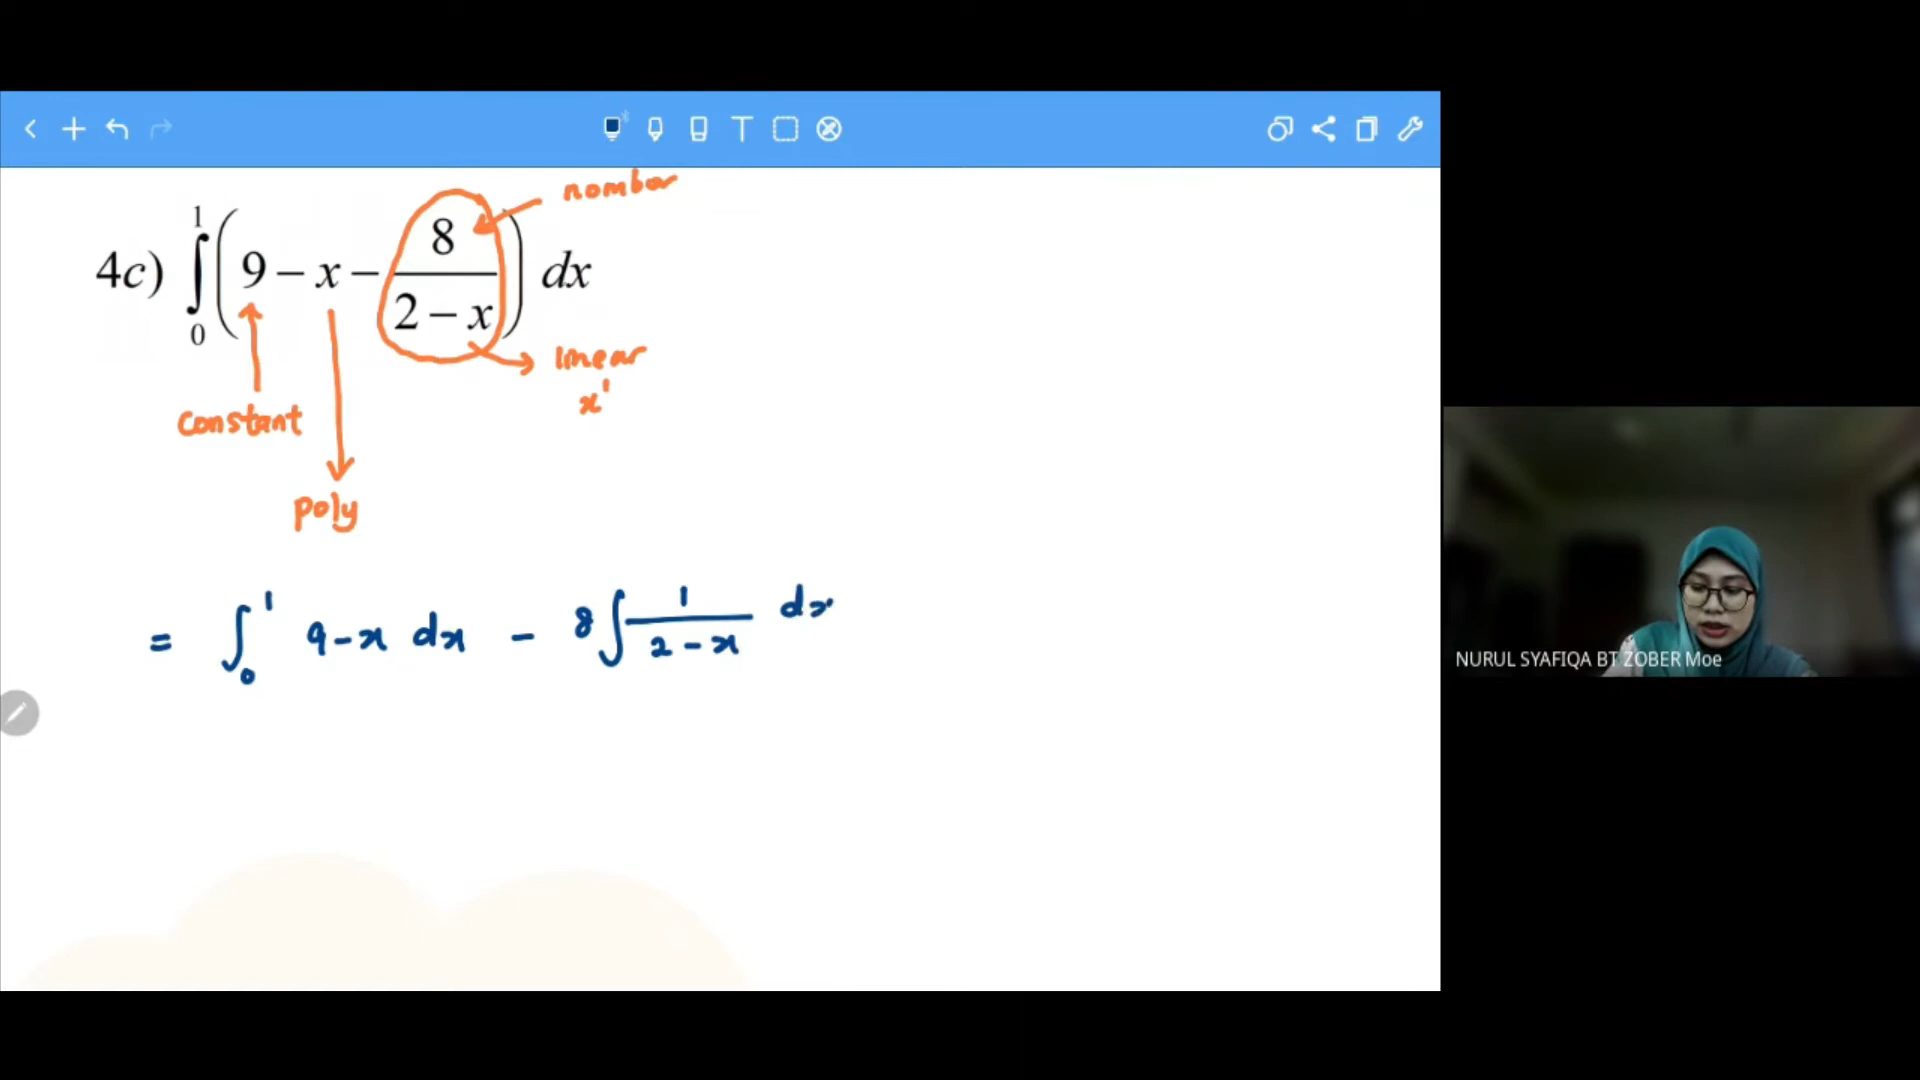 nombor
4c) ∫₀¹ (9 − x − 8/(2 − x)) dx
linear
x¹
constant
poly
= ∫₀¹ 9−x dx − 8∫ 1/(2−x) dx
NURUL SYAFIQA BT ZOBER Moe
T